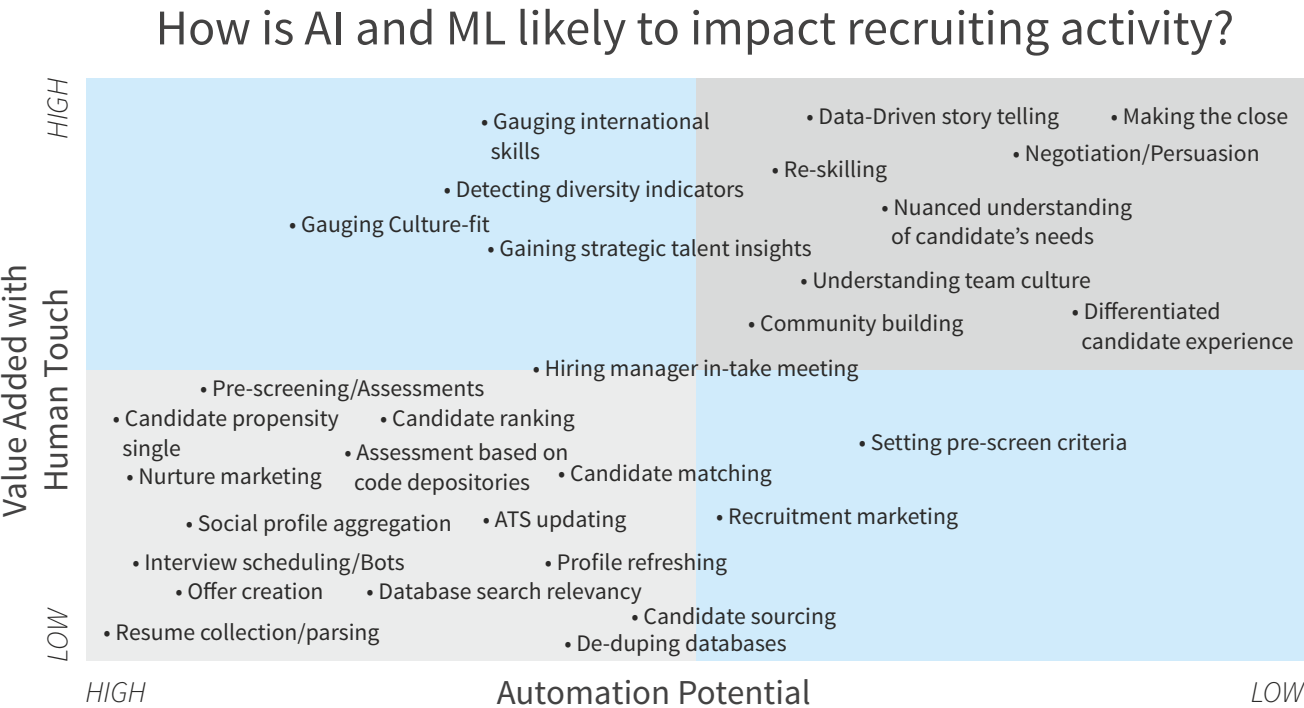 How is AI and ML likely to impact recruiting activity?
HIGH
Value Added with
Human Touch
LOW
• Gauging international
skills
• Detecting diversity indicators
• Gauging Culture-fit
• Gaining strategic talent insights
• Data-Driven story telling
• Making the close
• Negotiation/Persuasion
• Re-skilling
• Nuanced understanding
of candidate's needs
• Understanding team culture
• Community building
• Differentiated
candidate experience
• Hiring manager in-take meeting
• Pre-screening/Assessments
• Candidate propensity
single
• Candidate ranking
• Assessment based on
code depositories
• Nurture marketing
• Candidate matching
• Social profile aggregation
• ATS updating
• Interview scheduling/Bots
• Profile refreshing
• Offer creation
• Database search relevancy
• Candidate sourcing
• Resume collection/parsing
• De-duping databases
• Setting pre-screen criteria
• Recruitment marketing
HIGH
Automation Potential
LOW